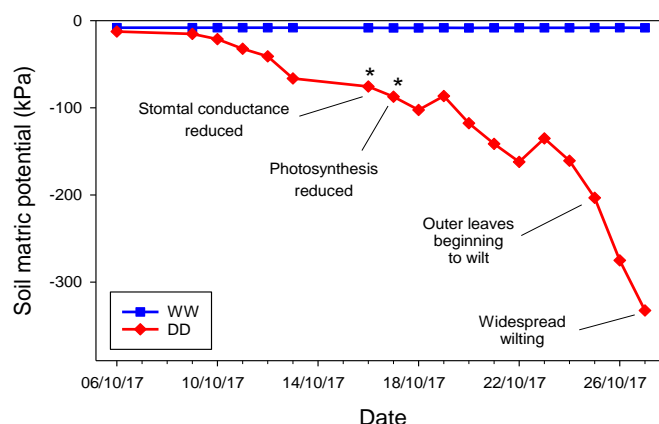 0
-100
-200
-300
Soil matric potential (kPa)
* *
Stomtal conductance
reduced
Photosynthesis
reduced
Outer leaves
beginning
to wilt
Widespread
wilting
WW
DD
06/10/17 10/10/17 14/10/17 18/10/17 22/10/17 26/10/17
Date